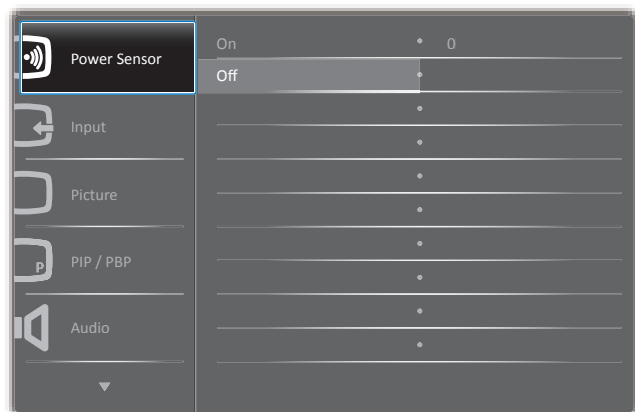 Power Sensor
On 0
Off
Input
Picture
P
PIP / PBP
Audio